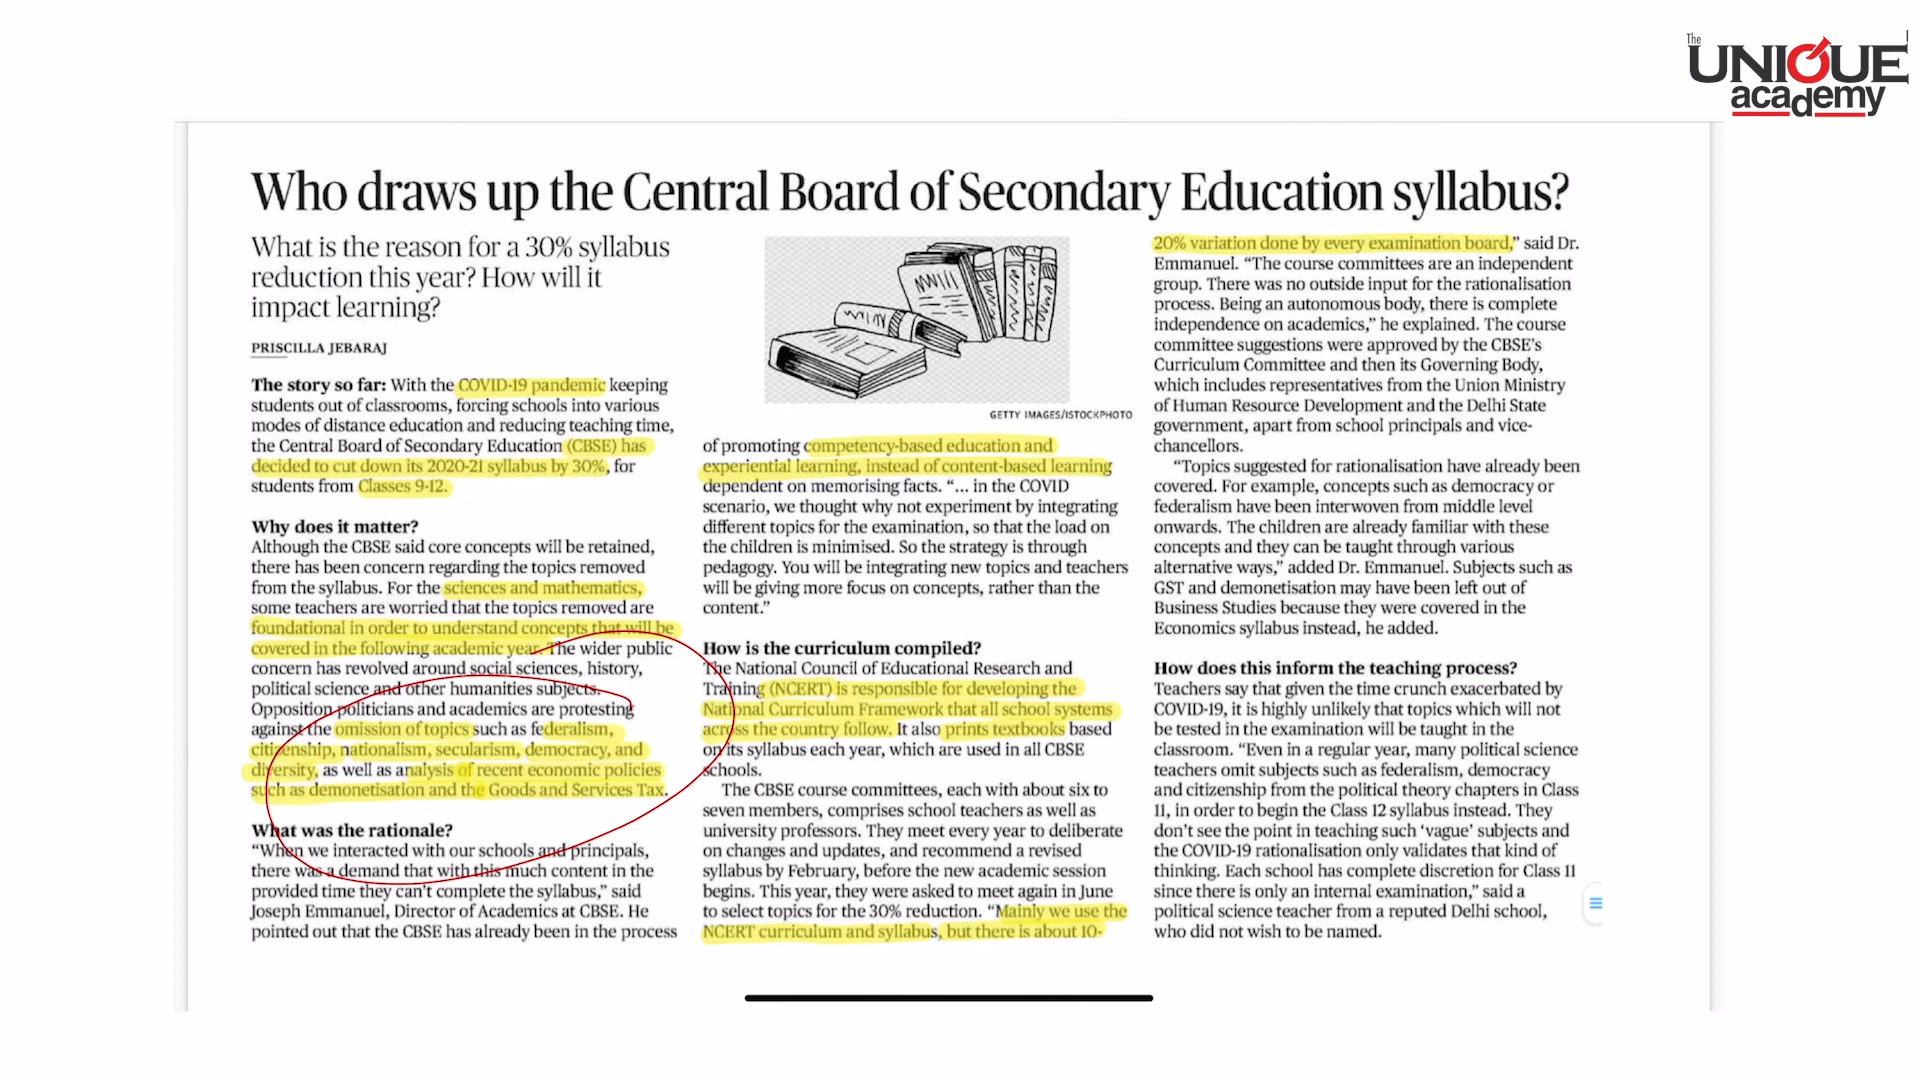 The
UNIQUE
academy
Who draws up the Central Board of Secondary Education syllabus?
What is the reason for a 30% syllabus
reduction this year? How will it
impact learning?
PRISCILLA JEBARAJ
The story so far: With the COVID-19 pandemic keeping
students out of classrooms, forcing schools into various
modes of distance education and reducing teaching time,
the Central Board of Secondary Education (CBSE) has
decided to cut down its 2020-21 syllabus by 30%, for
students from Classes 9-12.
Why does it matter?
Although the CBSE said core concepts will be retained,
there has been concern regarding the topics removed
from the syllabus. For the sciences and mathematics,
some teachers are worried that the topics removed are
foundational in order to understand concepts that will be
covered in the following academic year. The wider public
concern has revolved around social sciences, history,
political science and other humanities subjects.
Opposition politicians and academics are protesting
against the omission of topics such as federalism,
citizenship, nationalism, secularism, democracy, and
diversity, as well as analysis of recent economic policies
such as demonetisation and the Goods and Services Tax.
What was the rationale?
“When we interacted with our schools and principals,
there was a demand that with this much content in the
provided time they can’t complete the syllabus,” said
Joseph Emmanuel, Director of Academics at CBSE. He
pointed out that the CBSE has already been in the process
GETTY IMAGES/ISTOCKPHOTO
of promoting competency-based education and
experiential learning, instead of content-based learning
dependent on memorising facts. “... in the COVID
scenario, we thought why not experiment by integrating
different topics for the examination, so that the load on
the children is minimised. So the strategy is through
pedagogy. You will be integrating new topics and teachers
will be giving more focus on concepts, rather than the
content.”
How is the curriculum compiled?
The National Council of Educational Research and
Training (NCERT) is responsible for developing the
National Curriculum Framework that all school systems
across the country follow. It also prints textbooks based
on its syllabus each year, which are used in all CBSE
schools.
The CBSE course committees, each with about six to
seven members, comprises school teachers as well as
university professors. They meet every year to deliberate
on changes and updates, and recommend a revised
syllabus by February, before the new academic session
begins. This year, they were asked to meet again in June
to select topics for the 30% reduction. “Mainly we use the
NCERT curriculum and syllabus, but there is about 10-
20% variation done by every examination board,” said Dr.
Emmanuel. “The course committees are an independent
group. There was no outside input for the rationalisation
process. Being an autonomous body, there is complete
independence on academics,” he explained. The course
committee suggestions were approved by the CBSE’s
Curriculum Committee and then its Governing Body,
which includes representatives from the Union Ministry
of Human Resource Development and the Delhi State
government, apart from school principals and vice-
chancellors.
“Topics suggested for rationalisation have already been
covered. For example, concepts such as democracy or
federalism have been interwoven from middle level
onwards. The children are already familiar with these
concepts and they can be taught through various
alternative ways,” added Dr. Emmanuel. Subjects such as
GST and demonetisation may have been left out of
Business Studies because they were covered in the
Economics syllabus instead, he added.
How does this inform the teaching process?
Teachers say that given the time crunch exacerbated by
COVID-19, it is highly unlikely that topics which will not
be tested in the examination will be taught in the
classroom. “Even in a regular year, many political science
teachers omit subjects such as federalism, democracy
and citizenship from the political theory chapters in Class
11, in order to begin the Class 12 syllabus instead. They
don’t see the point in teaching such ‘vague’ subjects and
the COVID-19 rationalisation only validates that kind of
thinking. Each school has complete discretion for Class 11
since there is only an internal examination,” said a
political science teacher from a reputed Delhi school,
who did not wish to be named.